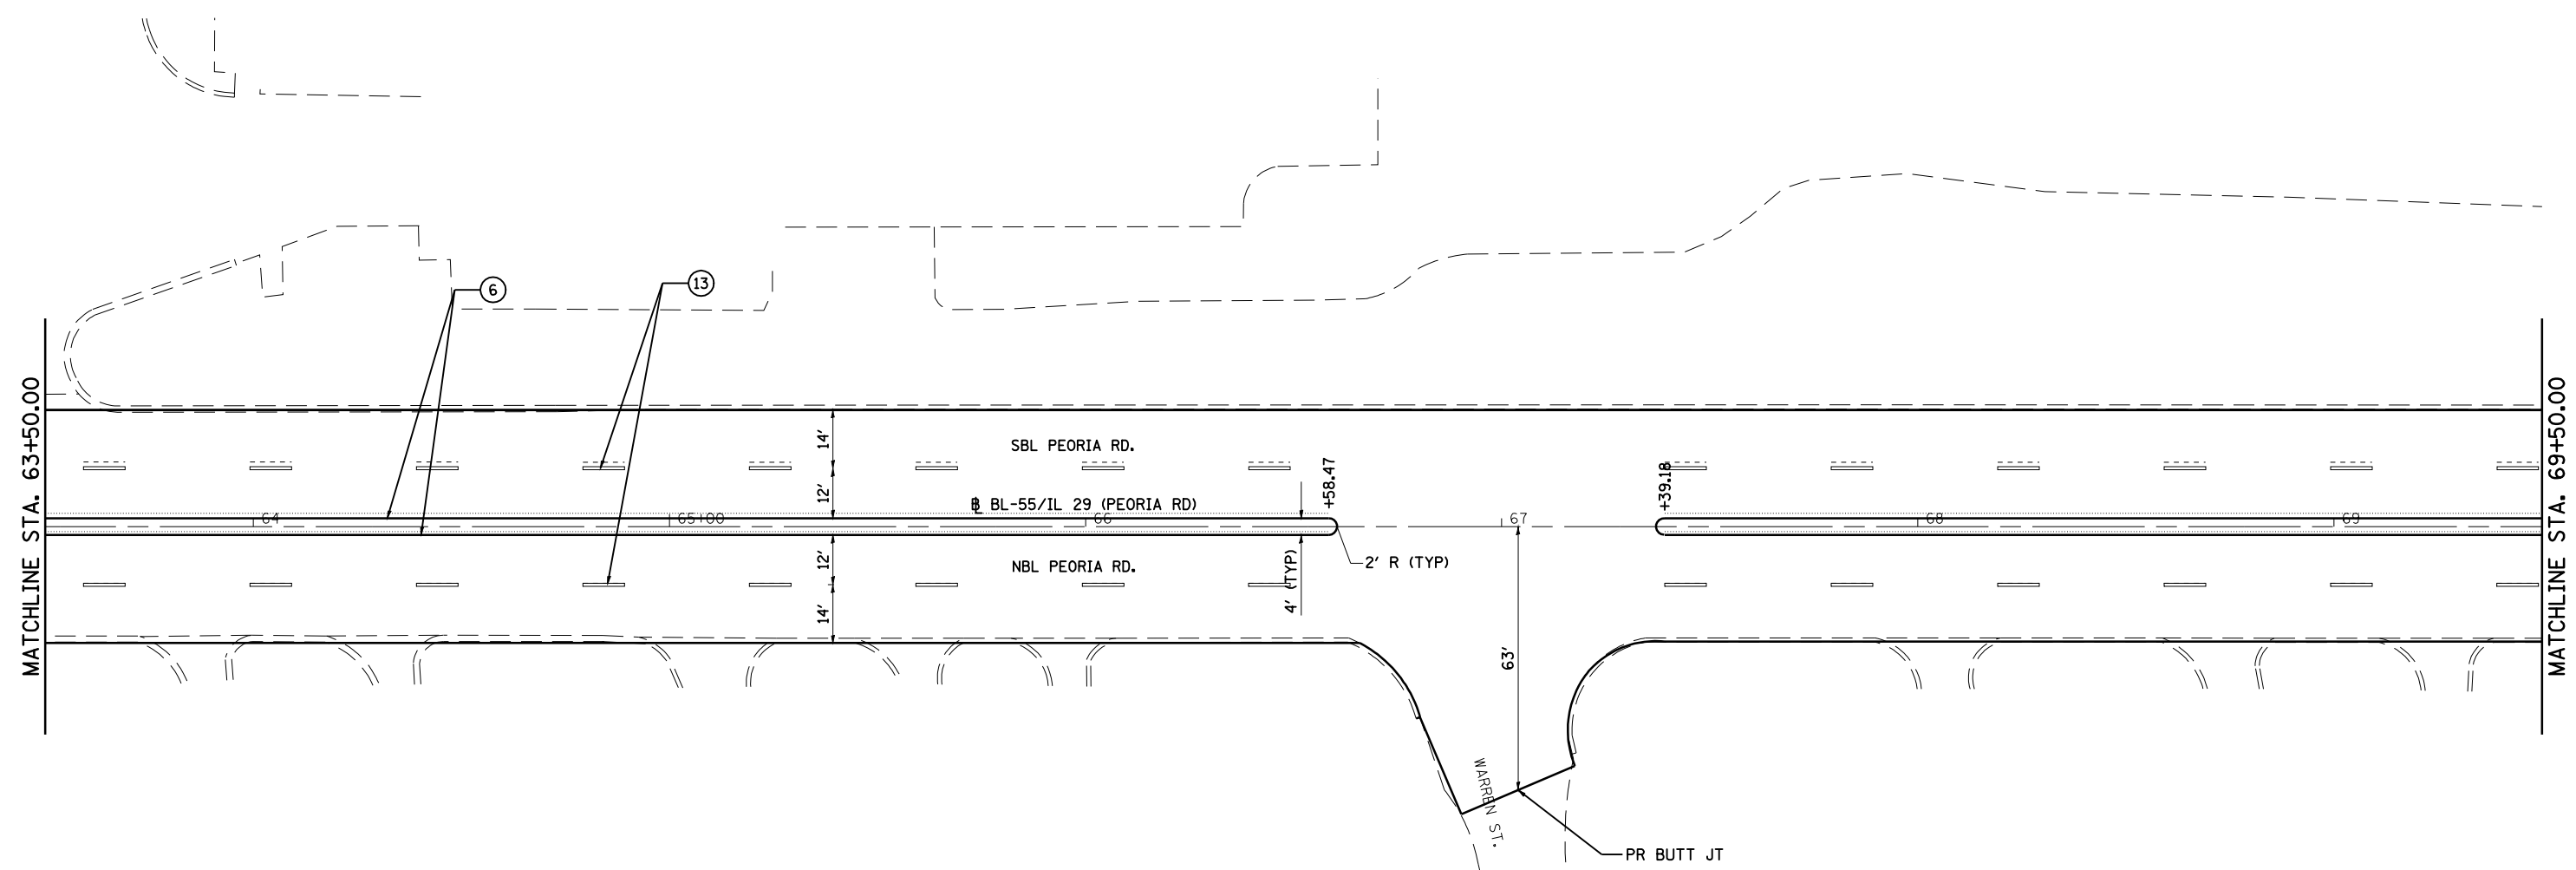 6
13
MATCHLINE STA. 63+50.00
MATCHLINE STA. 69+50.00
14'
SBL PEORIA RD.
12'
BL-55/IL 29 (PEORIA RD)
+58.47
+39.18
64
65+00
66
67
68
69
12'
NBL PEORIA RD.
4' (TYP)
2' R (TYP)
14'
63'
WARREN ST.
PR BUTT JT